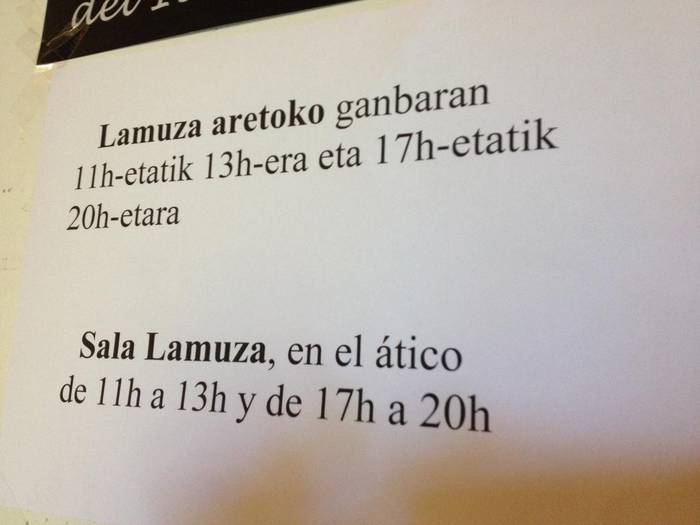 del
Lamuza aretoko ganbaran
11h-etatik 13h-era eta 17h-etatik
20h-etara
Sala Lamuza, en el ático
de 11h a 13h y de 17h a 20h